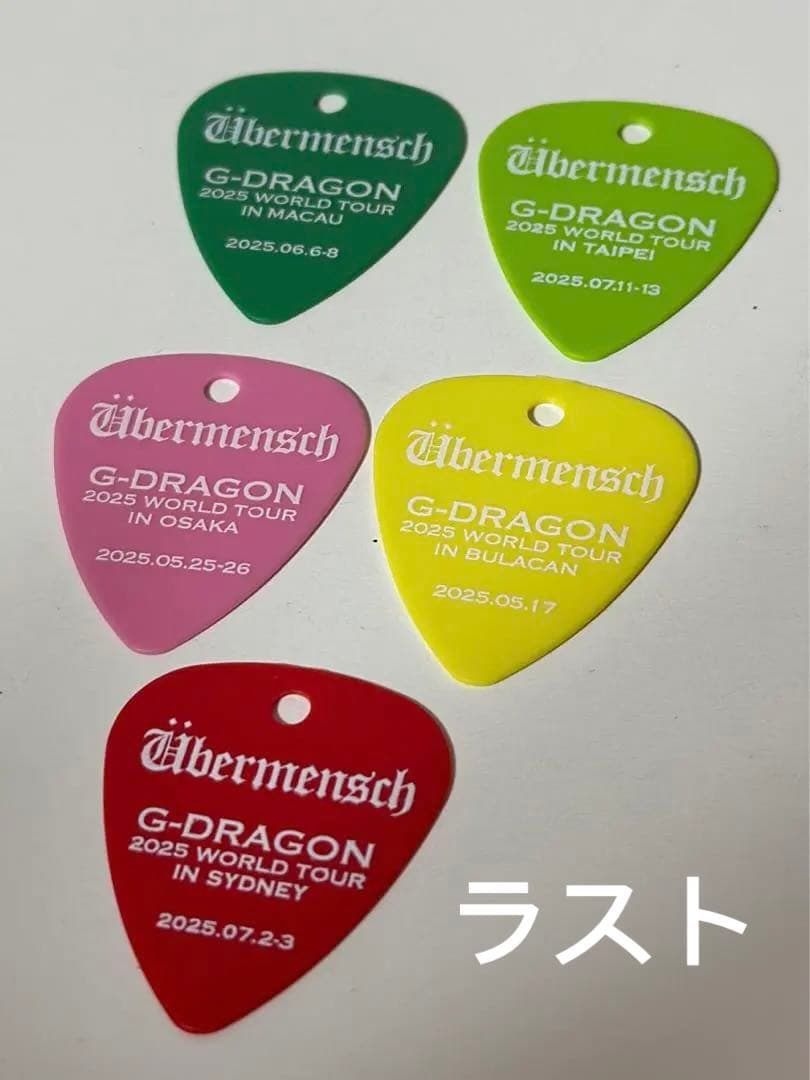 Übermensch
G-DRAGON
2025 WORLD TOUR
IN MACAU
2025.06.6-8
Übermensch
G-DRAGON
2025 WORLD TOUR
IN TAIPEI
2025.07.11-13
Übermensch
G-DRAGON
2025 WORLD TOUR
IN OSAKA
2025.05.25-26
Übermensch
G-DRAGON
2025 WORLD TOUR
IN BULACAN
2025.05.17
Übermensch
G-DRAGON
2025 WORLD TOUR
IN SYDNEY
2025.07.2-3
ラスト